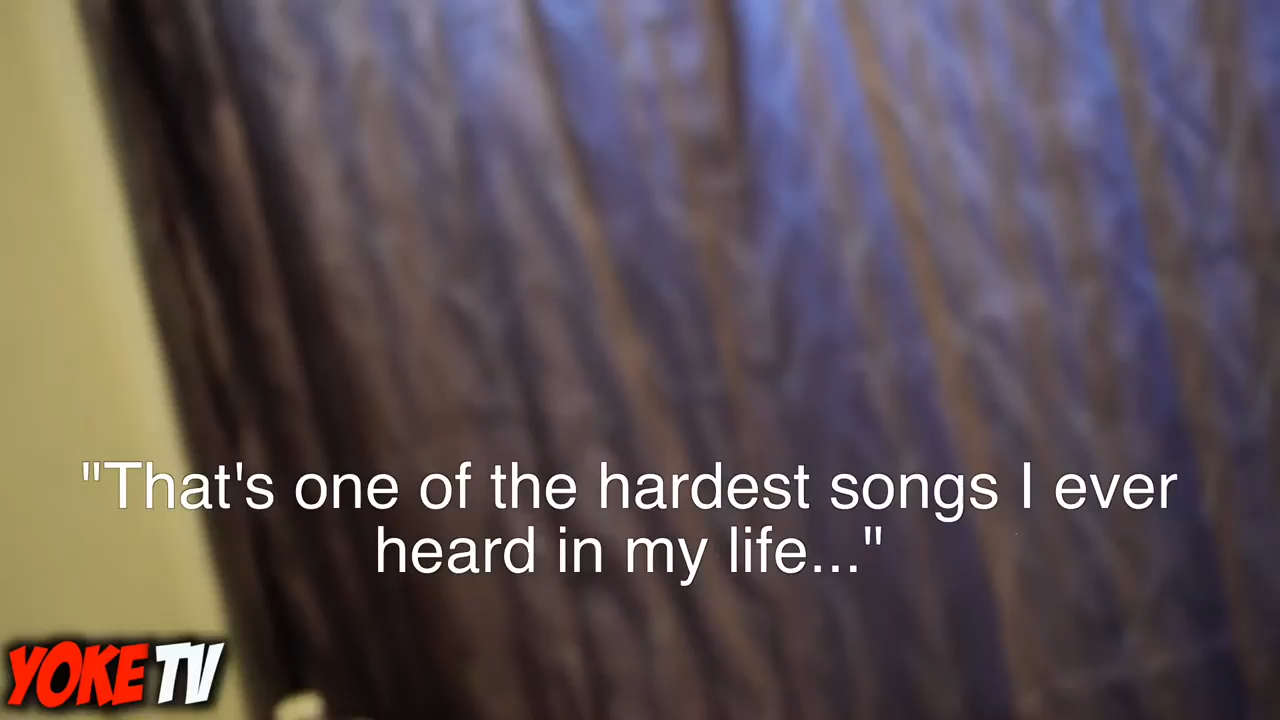 "That's one of the hardest songs I ever
heard in my life..."
YOKE TV